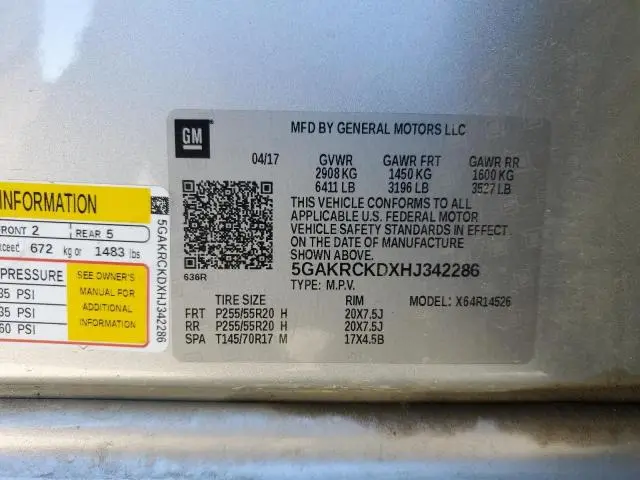 GM
MFD BY GENERAL MOTORS LLC
04/17 GVWR GAWR FRT GAWR RR
2908 KG 1450 KG 1600 KG
6411 LB 3196 LB 3527 LB
THIS VEHICLE CONFORMS TO ALL
APPLICABLE U.S. FEDERAL MOTOR
VEHICLE SAFETY STANDARDS IN EFFECT
ON THE DATE OF MANUFACTURE
SHOWN ABOVE.
636R
5GAKRCKDXHJ342286
TYPE: M.P.V.
MODEL: X64R14526
TIRE SIZE RIM
FRT P255/55R20 H 20X7.5J
RR P255/55R20 H 20X7.5J
SPA T145/70R17 M 17X4.5B
INFORMATION
FRONT 2 REAR 5
exceed 672 kg or 1483 lbs
PRESSURE
35 PSI
35 PSI
60 PSI
SEE OWNER'S
MANUAL FOR
ADDITIONAL
INFORMATION
5GAKRCKDXHJ342286